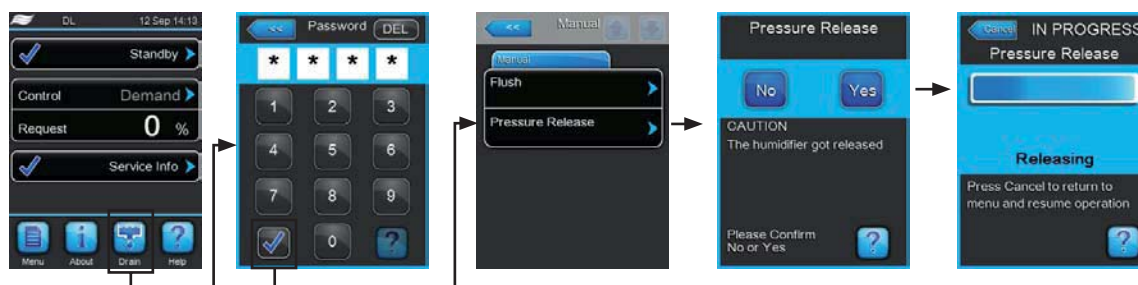 DL 12 Sep 14:13
Standby
Control Demand
Request 0 %
Service Info
Menu About Drain Help
<< Password DEL
* * * *
1 2 3
4 5 6
7 8 9
0 ?
<< Manual
Manual
Flush
Pressure Release
Pressure Release
No Yes
CAUTION
The humidifier got released
Please Confirm
No or Yes
?
Cancel IN PROGRESS
Pressure Release
Releasing
Press Cancel to return to
menu and resume operation
?